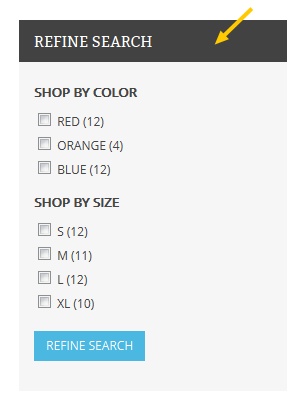 REFINE SEARCH
SHOP BY COLOR
RED (12)
ORANGE (4)
BLUE (12)
SHOP BY SIZE
S (12)
M (11)
L (12)
XL (10)
REFINE SEARCH